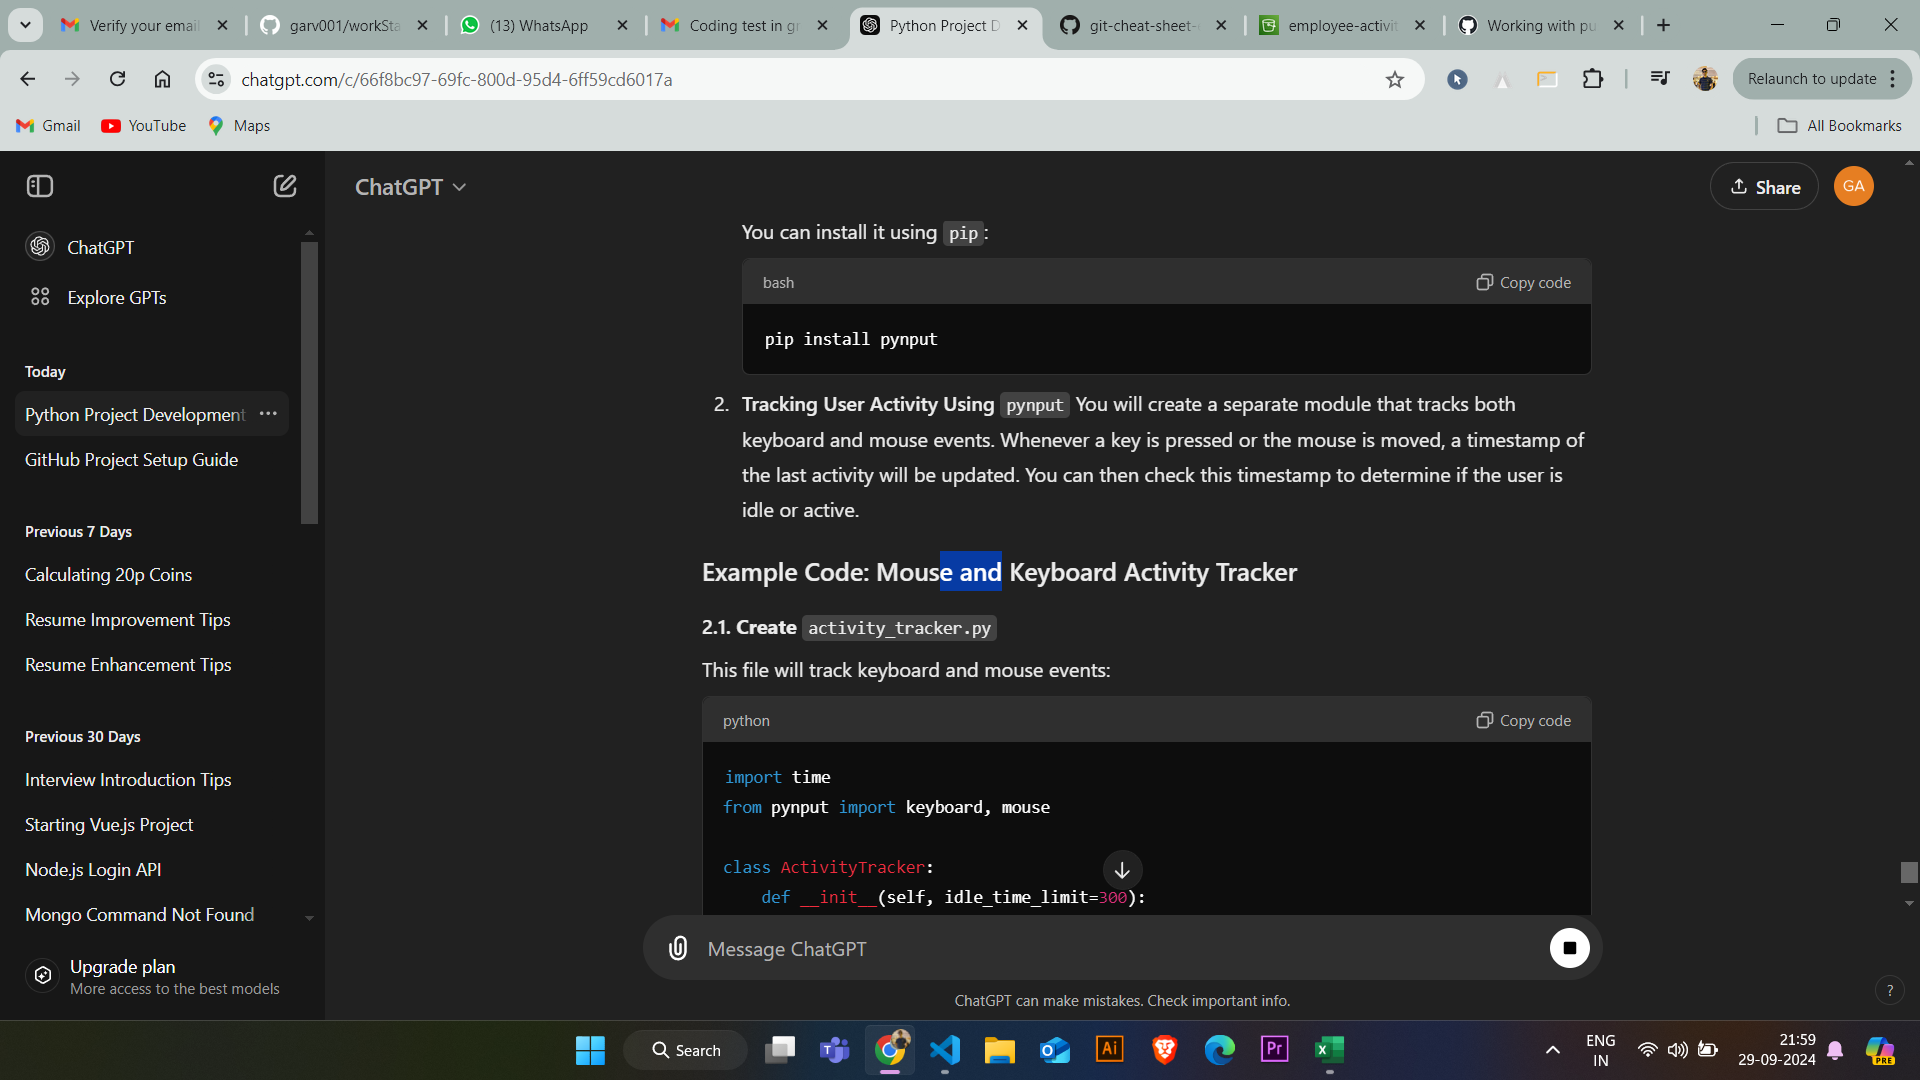 Verify your email
garv001/workSta
(13) WhatsApp
Coding test in gr
Python Project D
git-cheat-sheet-
employee-activit
Working with pu
chatgpt.com/c/66f8bc97-69fc-800d-95d4-6ff59cd6017a
Relaunch to update
Gmail
YouTube
Maps
All Bookmarks
ChatGPT
Share
GA
ChatGPT
Explore GPTs
Today
Python Project Development
GitHub Project Setup Guide
Previous 7 Days
Calculating 20p Coins
Resume Improvement Tips
Resume Enhancement Tips
Previous 30 Days
Interview Introduction Tips
Starting Vue.js Project
Node.js Login API
Mongo Command Not Found
Upgrade plan
More access to the best models
You can install it using pip:
bash
Copy code
pip install pynput
2. Tracking User Activity Using pynput You will create a separate module that tracks both
keyboard and mouse events. Whenever a key is pressed or the mouse is moved, a timestamp of
the last activity will be updated. You can then check this timestamp to determine if the user is
idle or active.
Example Code: Mouse and Keyboard Activity Tracker
2.1. Create activity_tracker.py
This file will track keyboard and mouse events:
python
Copy code
import time
from pynput import keyboard, mouse
class ActivityTracker:
def __init__(self, idle_time_limit=300):
Message ChatGPT
ChatGPT can make mistakes. Check important info.
?
Search
T
O
Ai
Pr
X
ENG
IN
21:59
29-09-2024
PRE